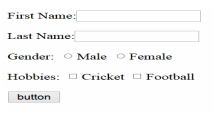 First Name:
Last Name:
Gender: Male Female
Hobbies: Cricket Football
button